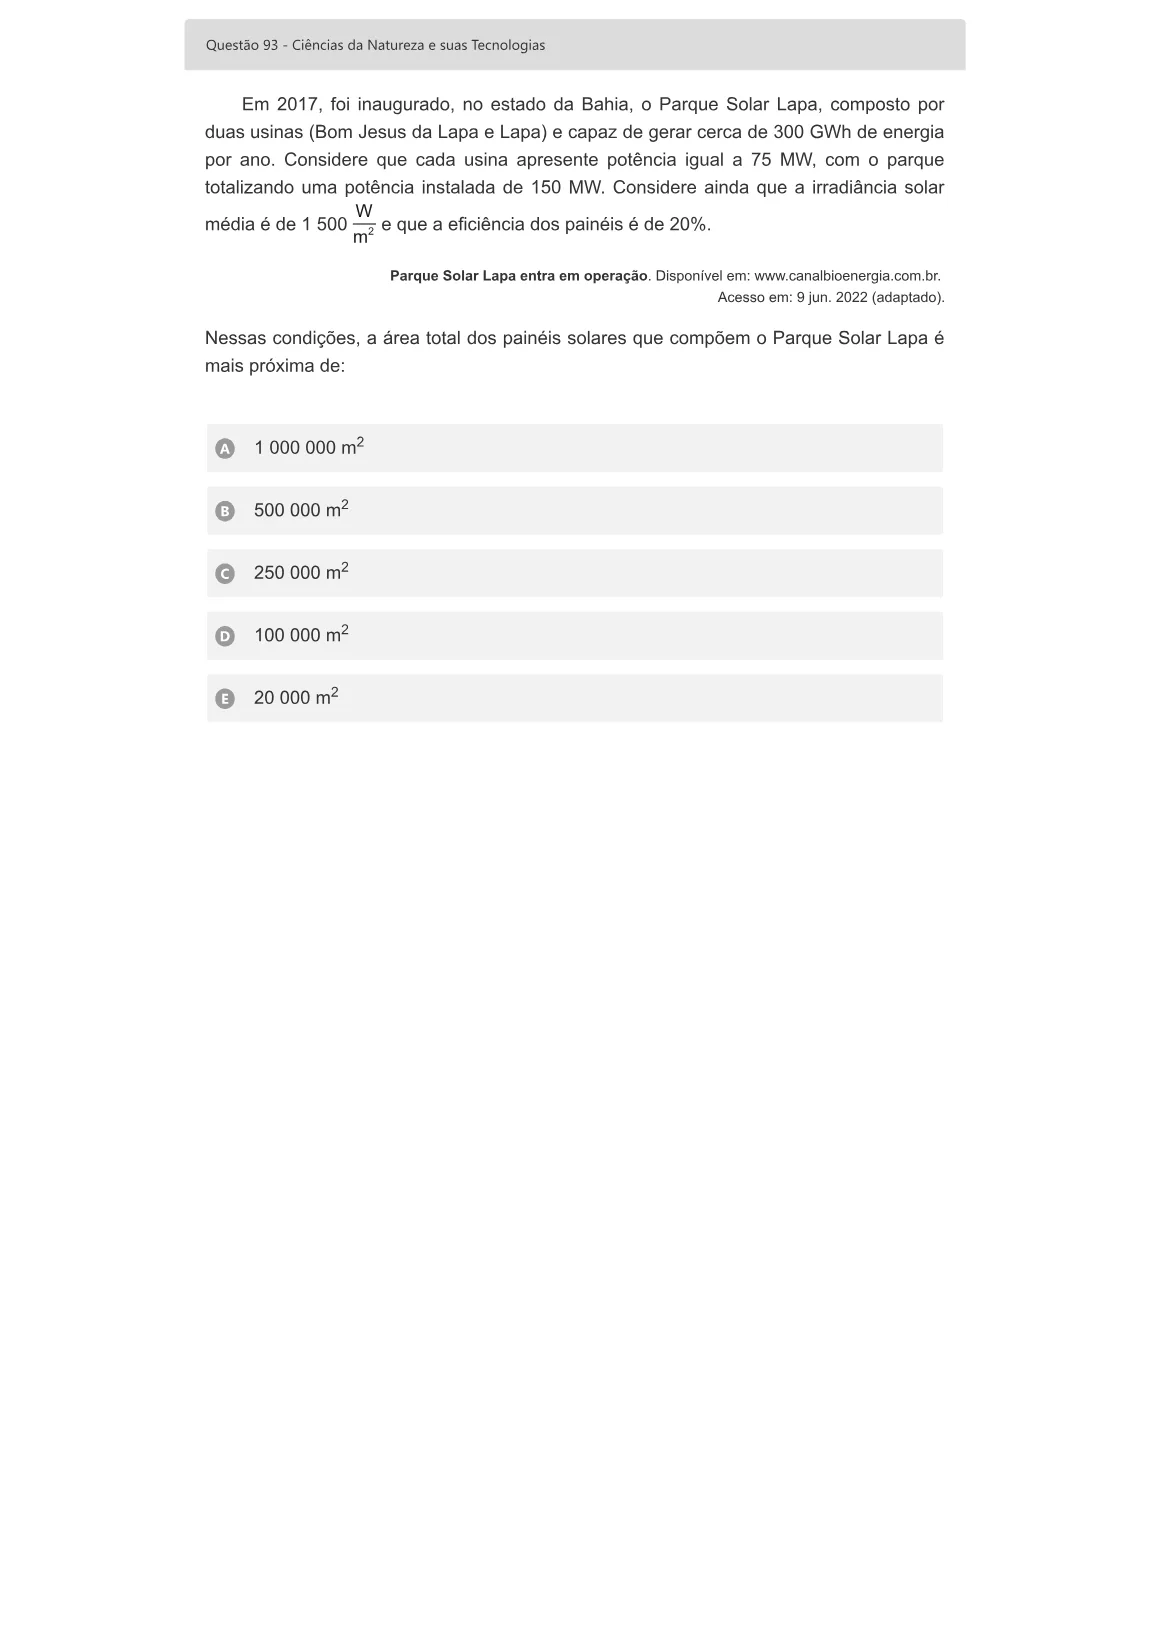 Questão 93 - Ciências da Natureza e suas Tecnologias
Em 2017, foi inaugurado, no estado da Bahia, o Parque Solar Lapa, composto por
duas usinas (Bom Jesus da Lapa e Lapa) e capaz de gerar cerca de 300 GWh de energia
por ano. Considere que cada usina apresente potência igual a 75 MW, com o parque
totalizando uma potência instalada de 150 MW. Considere ainda que a irradiância solar
média é de 1 500 W/m² e que a eficiência dos painéis é de 20%.
Parque Solar Lapa entra em operação. Disponível em: www.canalbioenergia.com.br.
Acesso em: 9 jun. 2022 (adaptado).
Nessas condições, a área total dos painéis solares que compõem o Parque Solar Lapa é
mais próxima de:
A 1 000 000 m²
B 500 000 m²
C 250 000 m²
D 100 000 m²
E 20 000 m²